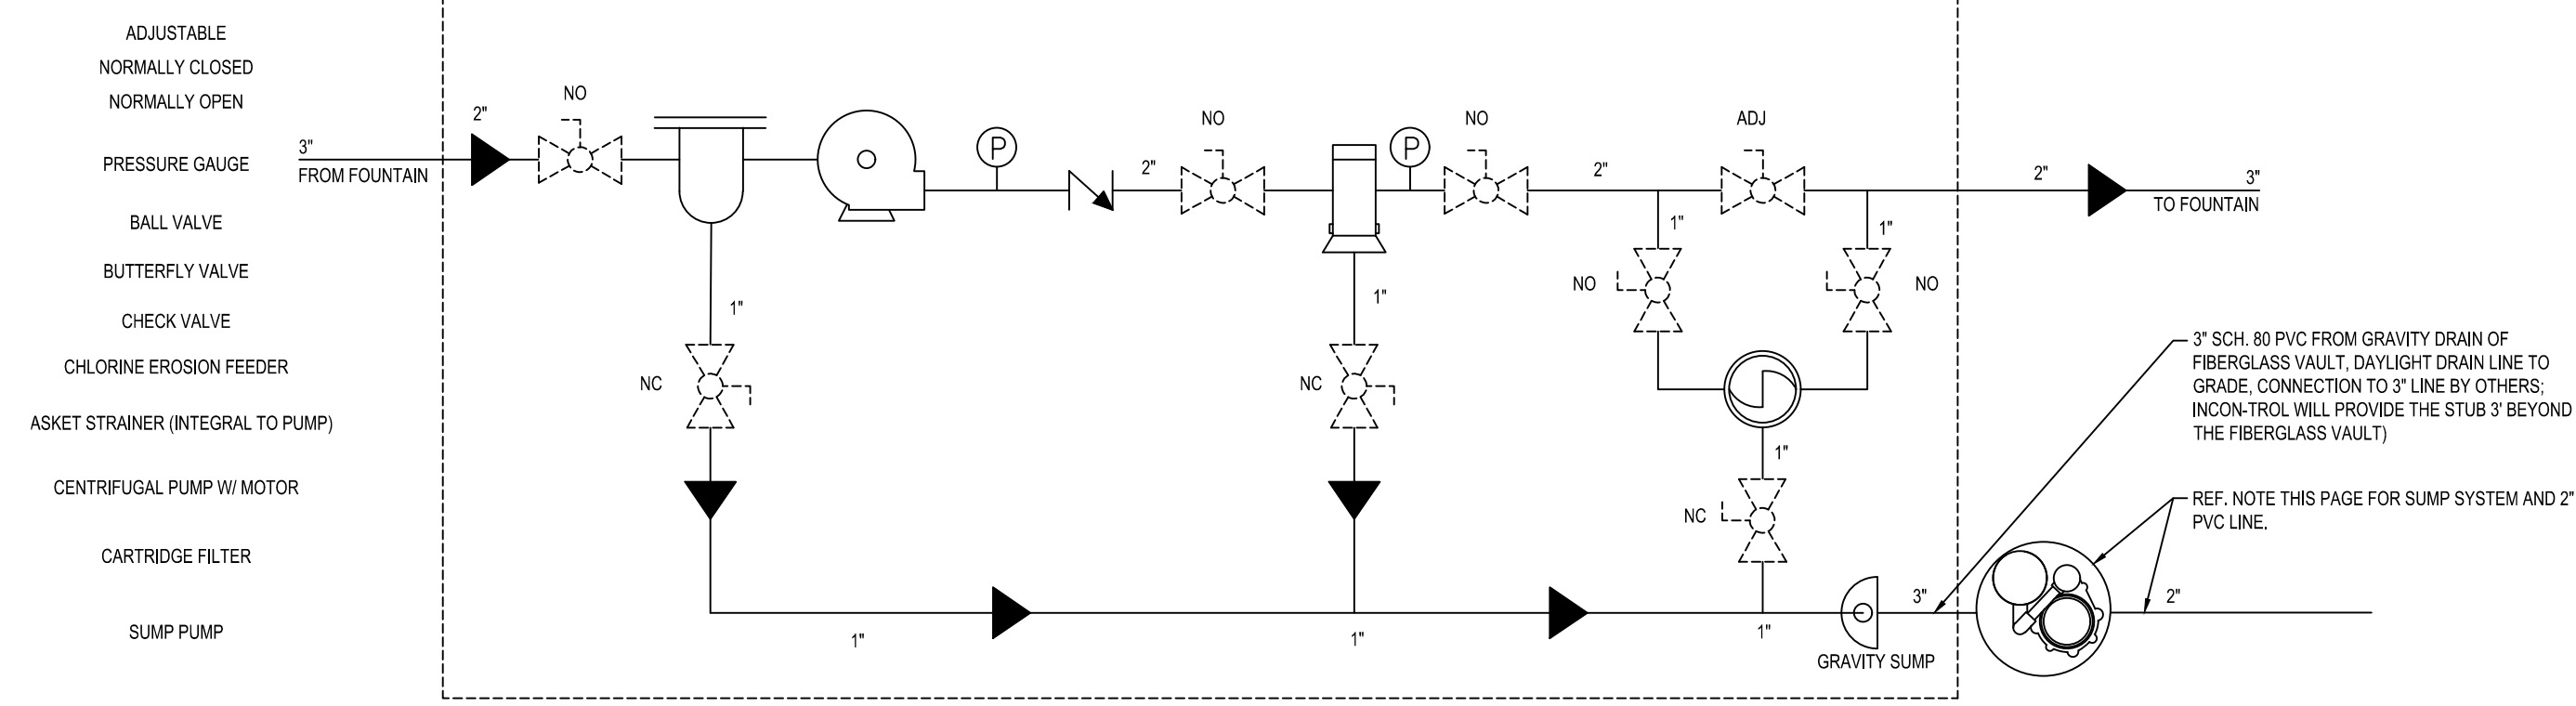 ADJUSTABLE
NORMALLY CLOSED
NORMALLY OPEN
PRESSURE GAUGE
BALL VALVE
BUTTERFLY VALVE
CHECK VALVE
CHLORINE EROSION FEEDER
ASKET STRAINER (INTEGRAL TO PUMP)
CENTRIFUGAL PUMP W/ MOTOR
CARTRIDGE FILTER
SUMP PUMP
3"
FROM FOUNTAIN
2"
NO
P
2"
NO
P
NO
2"
ADJ
2"
3"
TO FOUNTAIN
1"
NC
1"
NC
1"
NO
1"
NO
1"
NC
1"
1"
1"
GRAVITY SUMP
3"
2"
3" SCH. 80 PVC FROM GRAVITY DRAIN OF
FIBERGLASS VAULT, DAYLIGHT DRAIN LINE TO
GRADE, CONNECTION TO 3" LINE BY OTHERS;
INCON-TROL WILL PROVIDE THE STUB 3' BEYOND
THE FIBERGLASS VAULT)
REF. NOTE THIS PAGE FOR SUMP SYSTEM AND 2"
PVC LINE.